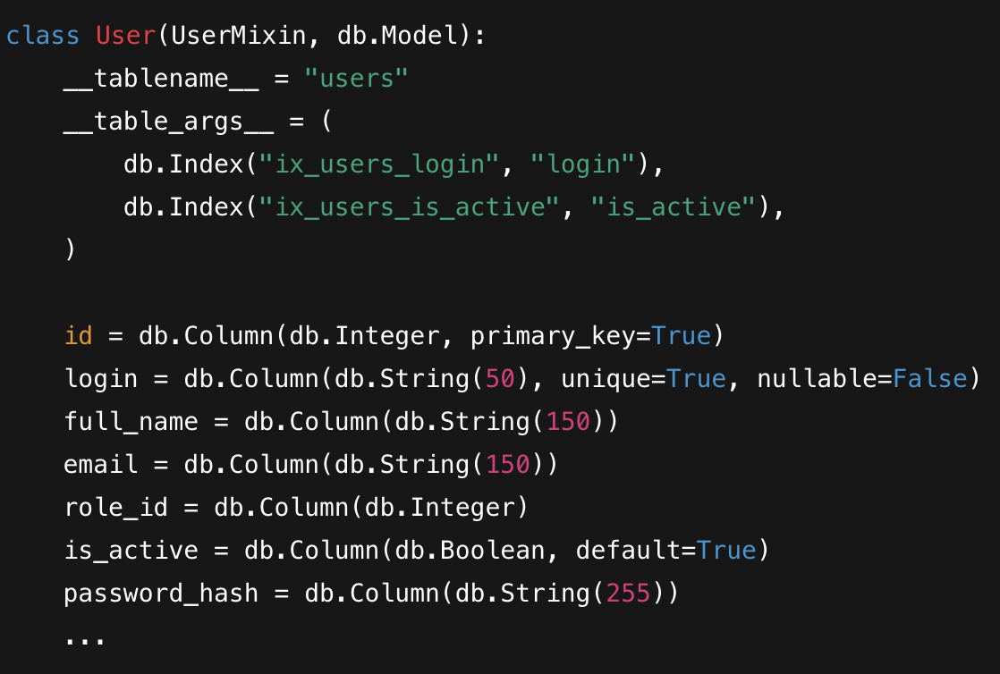 class User(UserMixin, db.Model):
    __tablename__ = "users"
    __table_args__ = (
        db.Index("ix_users_login", "login"),
        db.Index("ix_users_is_active", "is_active"),
    )

    id = db.Column(db.Integer, primary_key=True)
    login = db.Column(db.String(50), unique=True, nullable=False)
    full_name = db.Column(db.String(150))
    email = db.Column(db.String(150))
    role_id = db.Column(db.Integer)
    is_active = db.Column(db.Boolean, default=True)
    password_hash = db.Column(db.String(255))
    ...